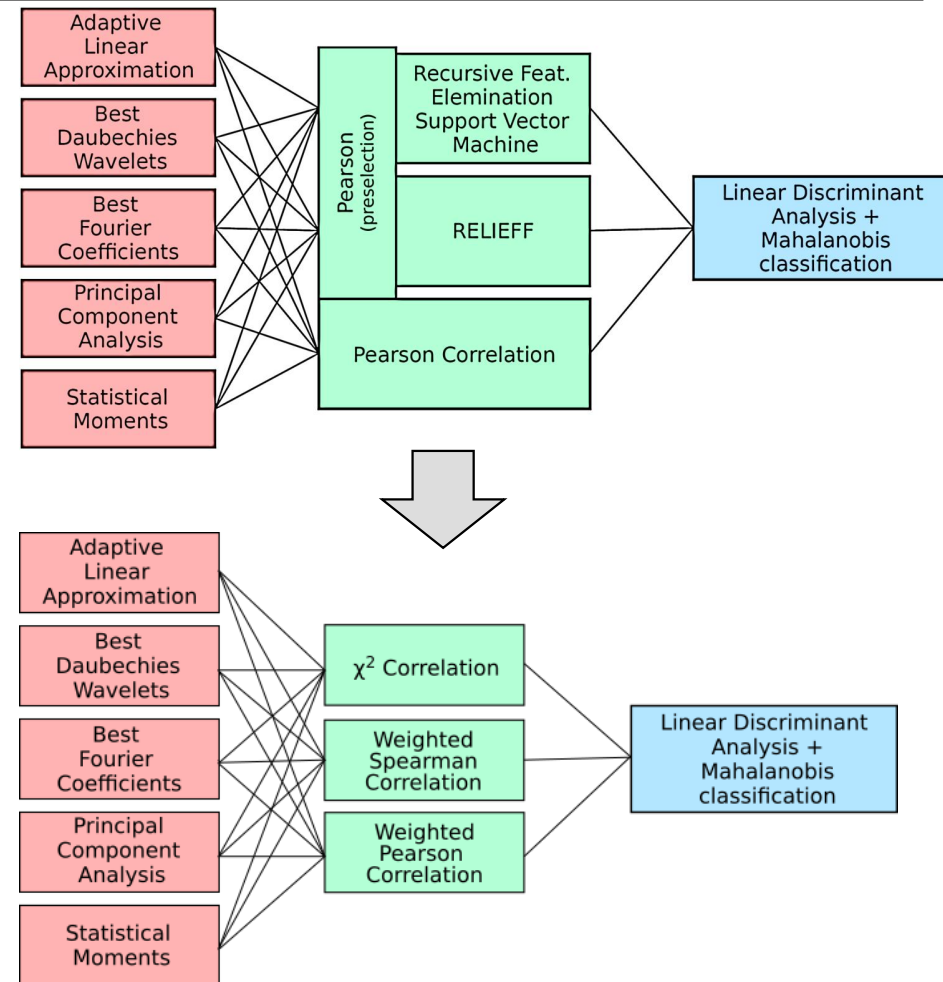 Adaptive
Linear
Approximation
Best
Daubechies
Wavelets
Best
Fourier
Coefficients
Principal
Component
Analysis
Statistical
Moments
Pearson
(preselection)
Recursive Feat.
Elemination
Support Vector
Machine
RELIEFF
Pearson Correlation
Linear Discriminant
Analysis +
Mahalanobis
classification
Adaptive
Linear
Approximation
Best
Daubechies
Wavelets
Best
Fourier
Coefficients
Principal
Component
Analysis
Statistical
Moments
χ² Correlation
Weighted
Spearman
Correlation
Weighted
Pearson
Correlation
Linear Discriminant
Analysis +
Mahalanobis
classification